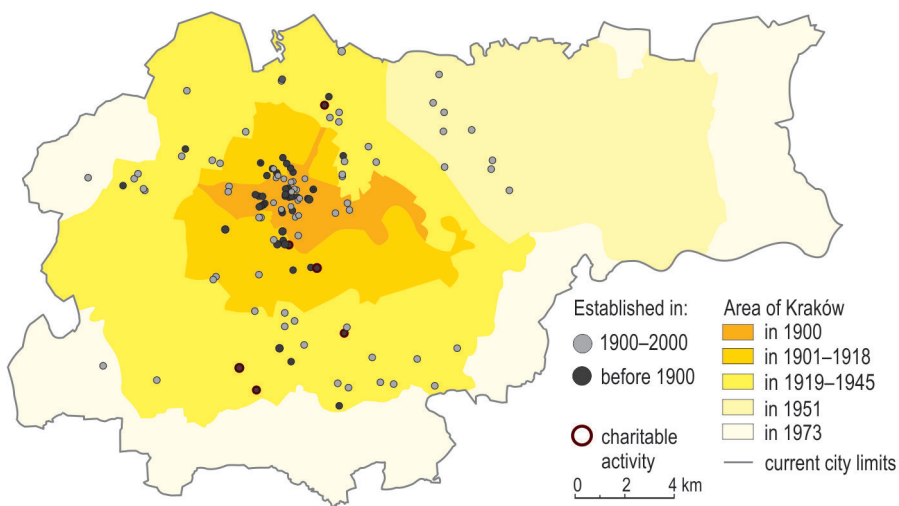 Established in:
1900–2000
before 1900
charitable
activity
0 2 4 km
Area of Kraków
in 1900
in 1901–1918
in 1919–1945
in 1951
in 1973
current city limits